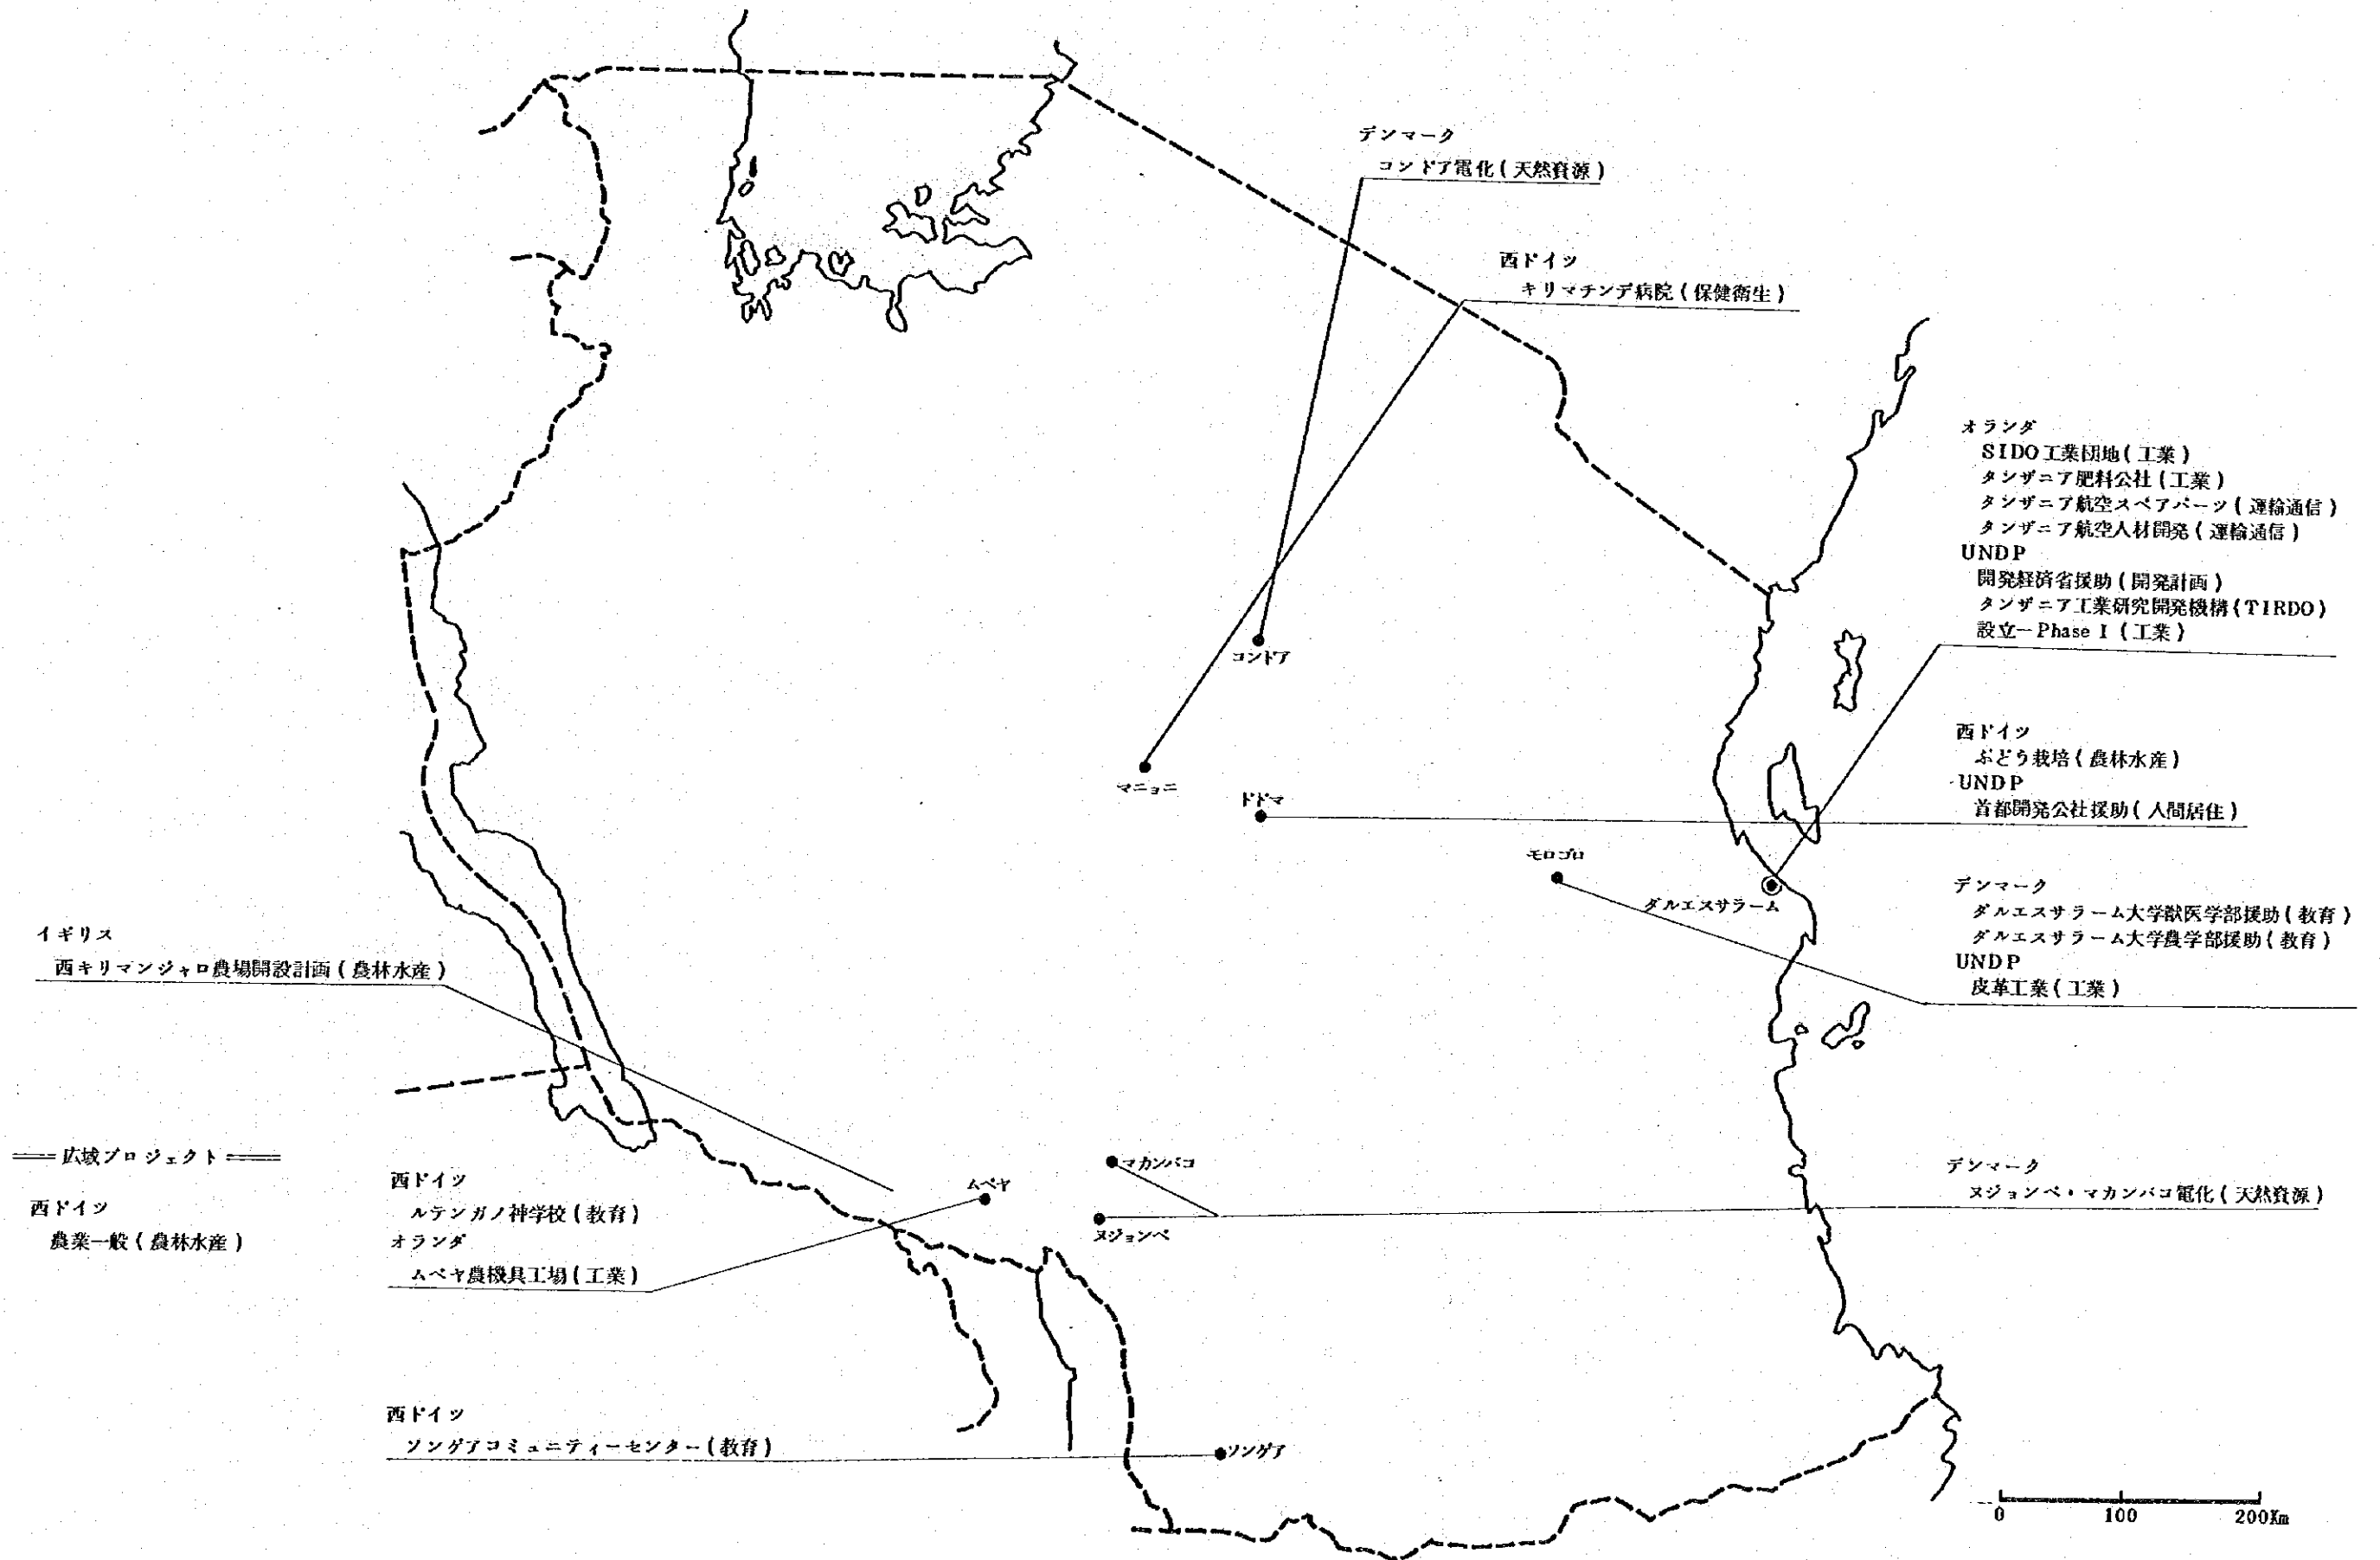 デンマーク
コンドア電化(天然資源)
西ドイツ
キリマチンデ病院(保健衛生)
オランダ
SIDO工業団地(工業)
タンザニア肥料公社(工業)
タンザニア航空スペアパーツ(運輸通信)
タンザニア航空人材開発(運輸通信)
UNDP
開発経済省援助(開発計画)
タンザニア工業研究開発機構(TIRDO)
設立ーPhase I(工業)
コンドア
西ドイツ
ぶどう栽培(農林水産)
UNDP
首都開発公社援助(人間居住)
マニョニ
ドドマ
モロゴロ
ダルエスサラーム
デンマーク
ダルエスサラーム大学獣医学部援助(教育)
ダルエスサラーム大学農学部援助(教育)
UNDP
皮革工業(工業)
イギリス
西キリマンジャロ農場開設計画(農林水産)
広域プロジェクト
西ドイツ
農業一般(農林水産)
西ドイツ
ルテンガノ神学校(教育)
オランダ
ムベヤ農機具工場(工業)
ムベヤ
マカンバコ
ヌジョンベ
デンマーク
ヌジョンベ・マカンバコ電化(天然資源)
西ドイツ
ソンゲアコミュニティーセンター(教育)
ソンゲア
0 100 200Km